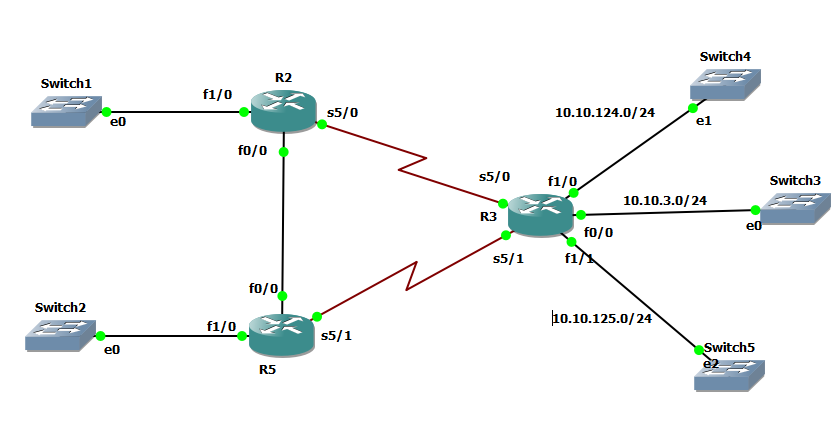 Switch4
R2
Switch1
f1/0
s5/0
10.10.124.0/24
e0
e1
f0/0
s5/0
f1/0
Switch3
10.10.3.0/24
R3
f0/0
e0
s5/1
f1/1
f0/0
Switch2
f1/0
s5/1
10.10.125.0/24
e0
Switch5
R5
e2